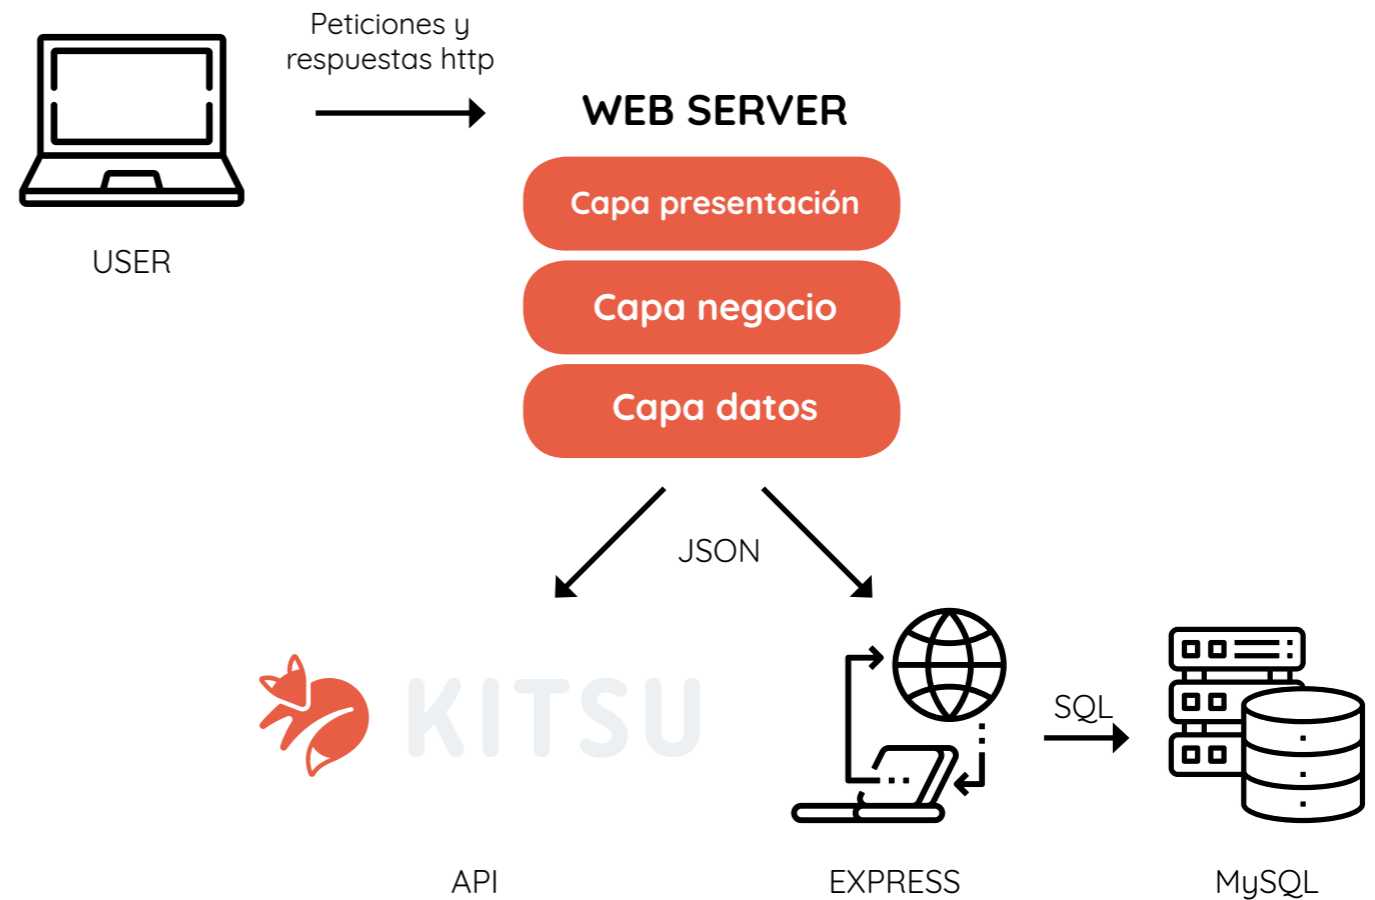 Peticiones y
respuestas http
WEB SERVER
Capa presentación
USER
Capa negocio
Capa datos
JSON
KITSU
SQL
API
EXPRESS
MySQL